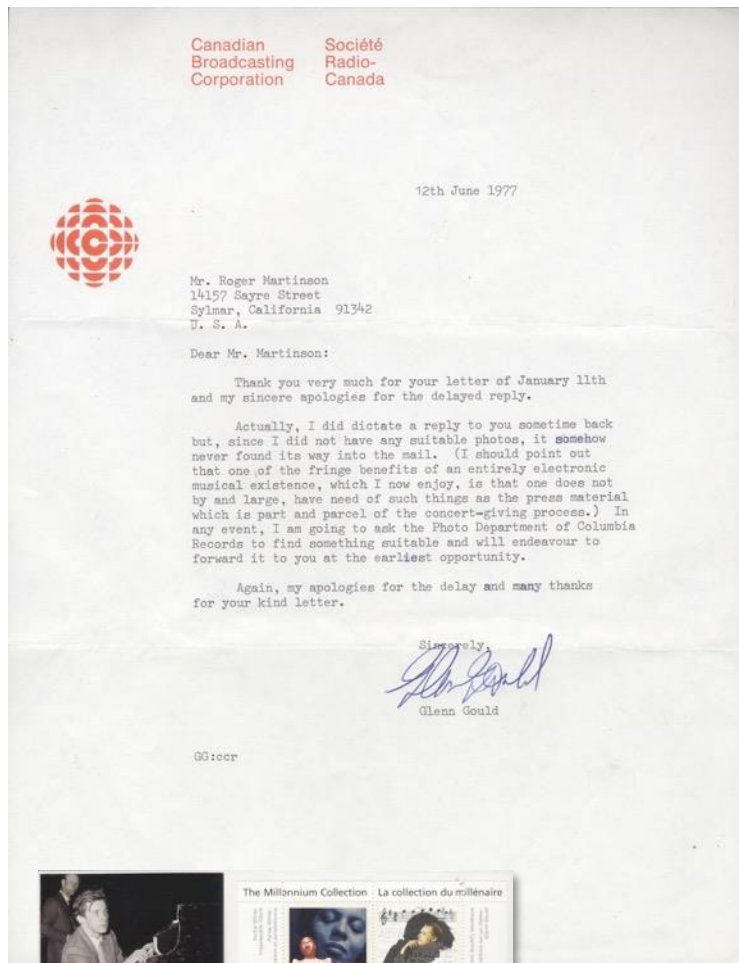 Canadian Société
Broadcasting Radio-
Corporation Canada
12th June 1977
Mr. Roger Martinson
14157 Sayre Street
Sylmar, California 91342
U. S. A.
Dear Mr. Martinson:
Thank you very much for your letter of January 11th
and my sincere apologies for the delayed reply.
Actually, I did dictate a reply to you sometime back
but, since I did not have any suitable photos, it somehow
never found its way into the mail. (I should point out
that one of the fringe benefits of an entirely electronic
musical existence, which I now enjoy, is that one does not
by and large, have need of such things as the press material
which is part and parcel of the concert-giving process.) In
any event, I am going to ask the Photo Department of Columbia
Records to find something suitable and will endeavour to
forward it to you at the earliest opportunity.
Again, my apologies for the delay and many thanks
for your kind letter.
Sincerely,
Glenn Gould
Glenn Gould
GG:ccr
The Millennium Collection La collection du millénaire